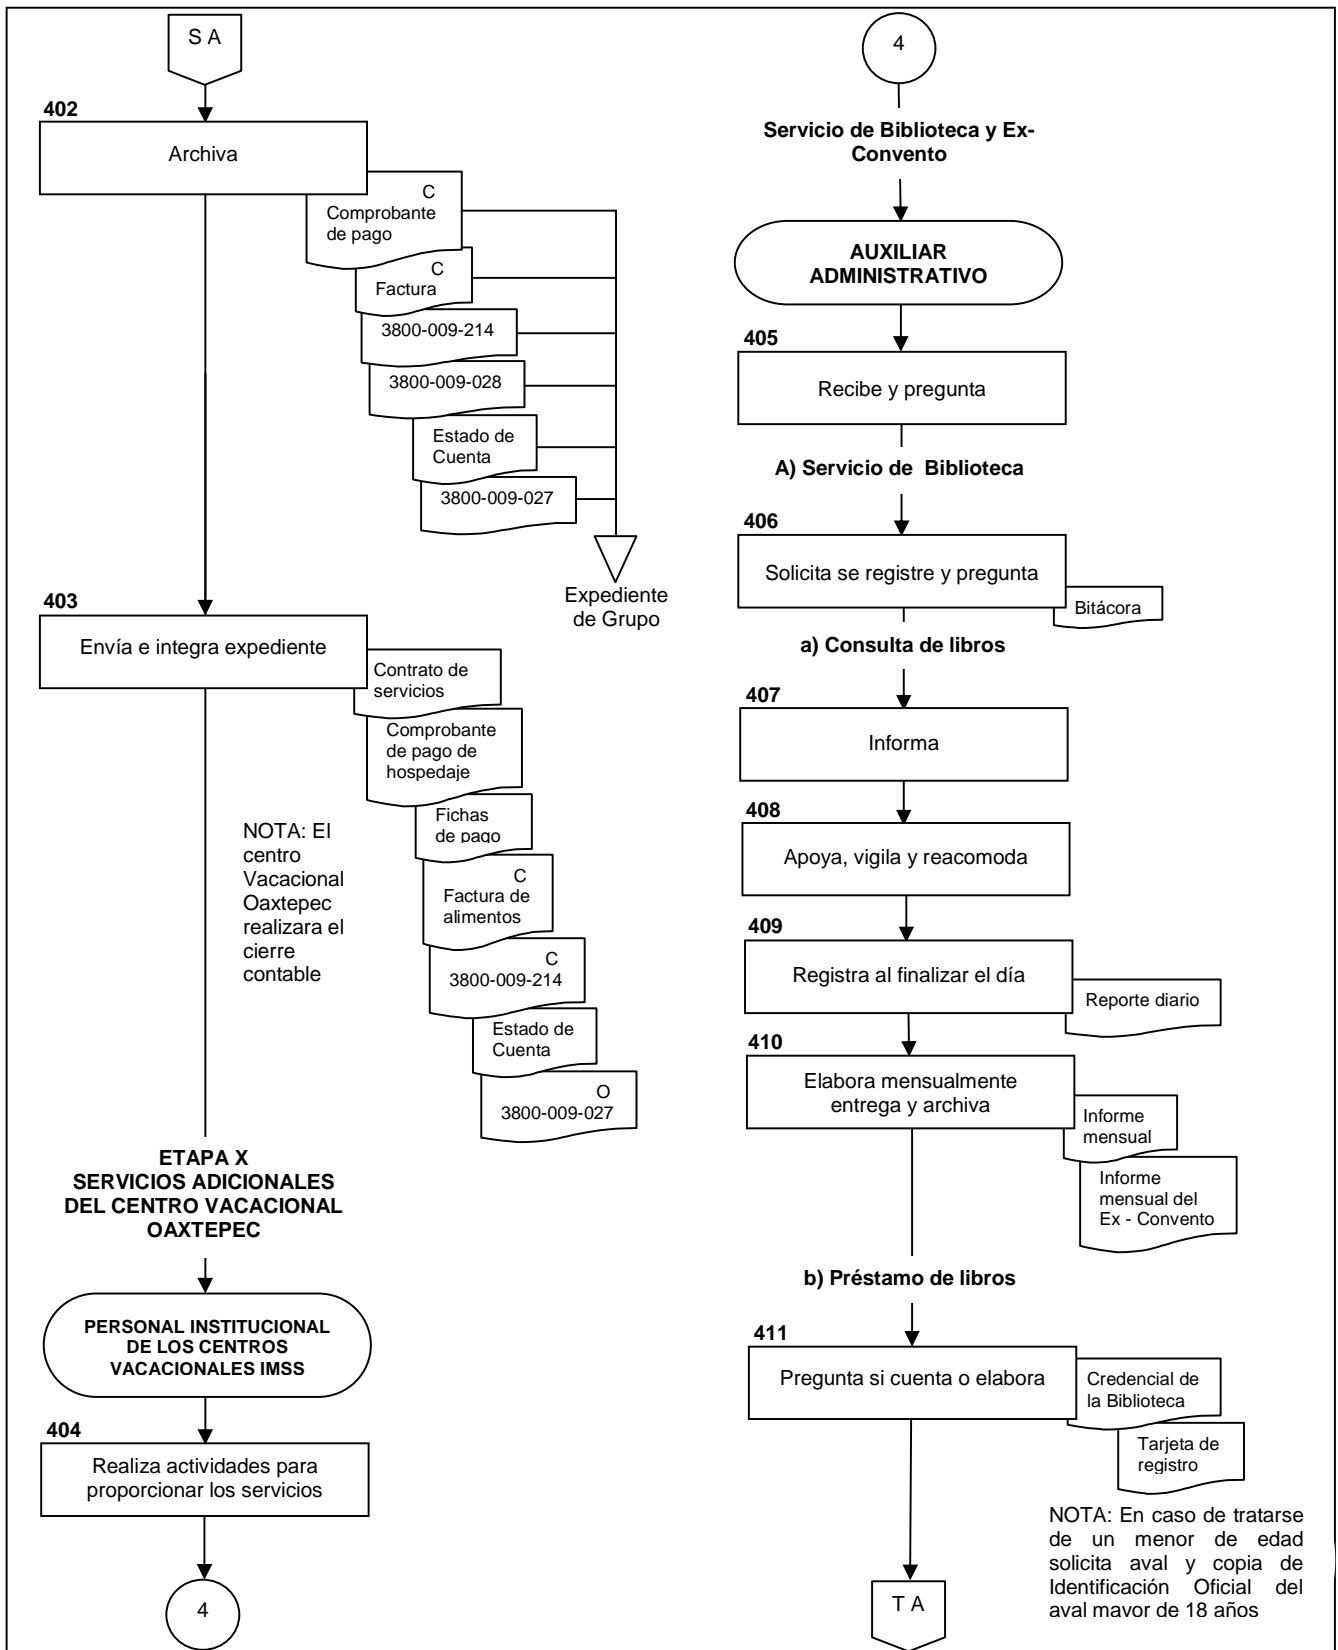 S A
402
Archiva
C
Comprobante
de pago
C
Factura
3800-009-214
3800-009-028
Estado de
Cuenta
3800-009-027
Expediente
de Grupo
403
Envía e integra expediente
Contrato de
servicios
Comprobante
de pago de
hospedaje
Fichas
de pago
C
Factura de
alimentos
C
3800-009-214
Estado de
Cuenta
O
3800-009-027
NOTA: El
centro
Vacacional
Oaxtepec
realizara el
cierre
contable
ETAPA X
SERVICIOS ADICIONALES
DEL CENTRO VACACIONAL
OAXTEPEC
PERSONAL INSTITUCIONAL
DE LOS CENTROS
VACACIONALES IMSS
404
Realiza actividades para
proporcionar los servicios
4
4
Servicio de Biblioteca y Ex-
Convento
AUXILIAR
ADMINISTRATIVO
405
Recibe y pregunta
A) Servicio de Biblioteca
406
Solicita se registre y pregunta
Bitácora
a) Consulta de libros
407
Informa
408
Apoya, vigila y reacomoda
409
Registra al finalizar el día
Reporte diario
410
Elabora mensualmente
entrega y archiva
Informe
mensual
Informe
mensual del
Ex - Convento
b) Préstamo de libros
411
Pregunta si cuenta o elabora
Credencial de
la Biblioteca
Tarjeta de
registro
NOTA: En caso de tratarse
de un menor de edad
solicita aval y copia de
Identificación Oficial del
aval mayor de 18 años
T A